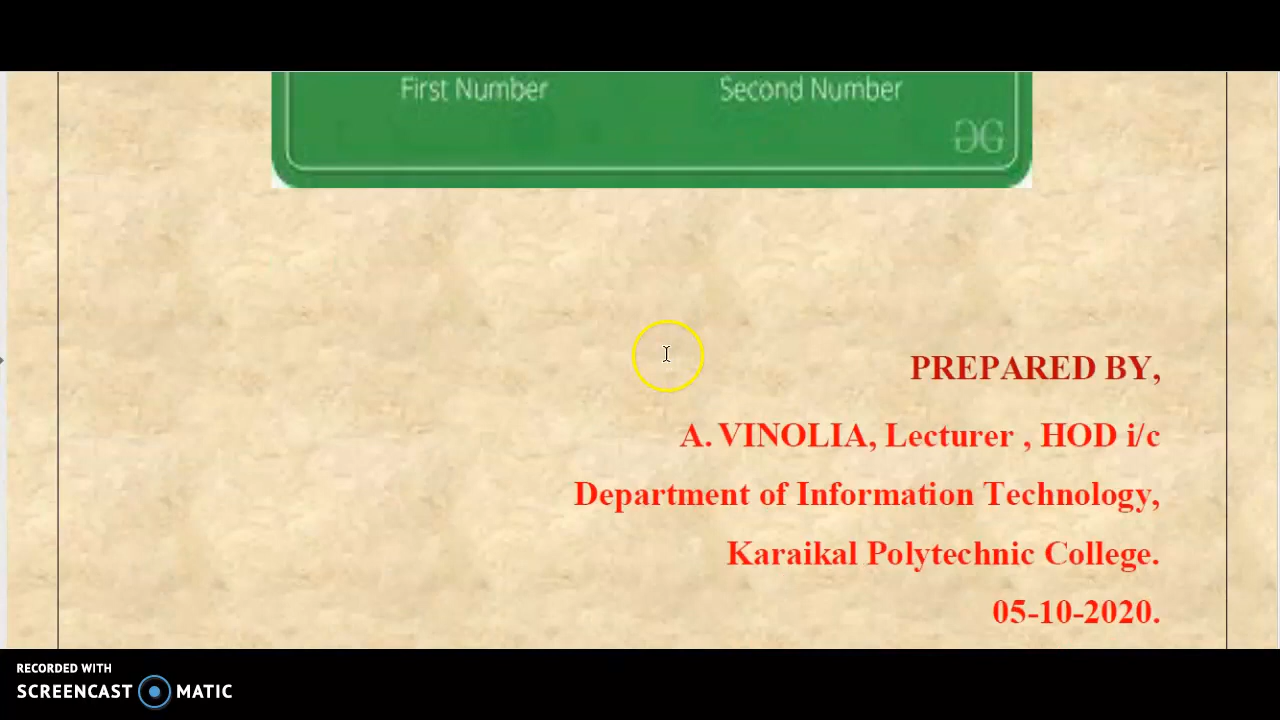 First Number Second Number
PREPARED BY,
A. VINOLIA, Lecturer , HOD i/c
Department of Information Technology,
Karaikal Polytechnic College.
05-10-2020.
RECORDED WITH
SCREENCAST MATIC